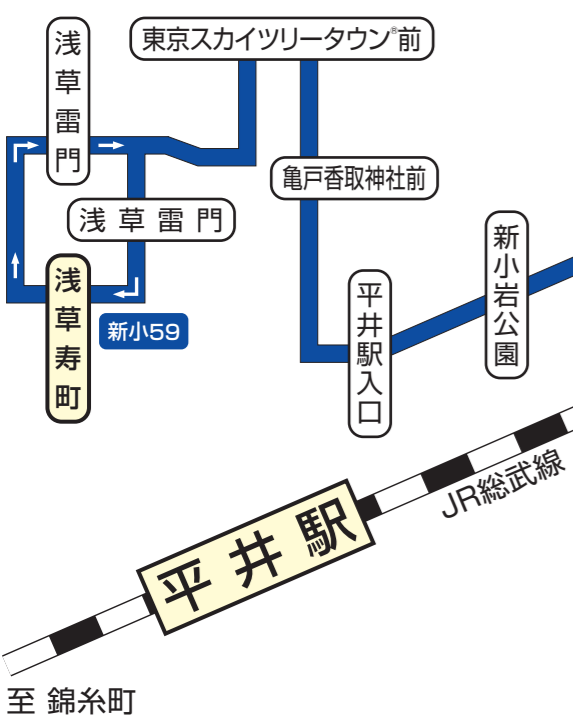 東京スカイツリータウン®前
浅草雷門
亀戸香取神社前
浅草雷門
新小岩公園
浅草寿町
平井駅入口
新小59
JR総武線
平井駅
至 錦糸町